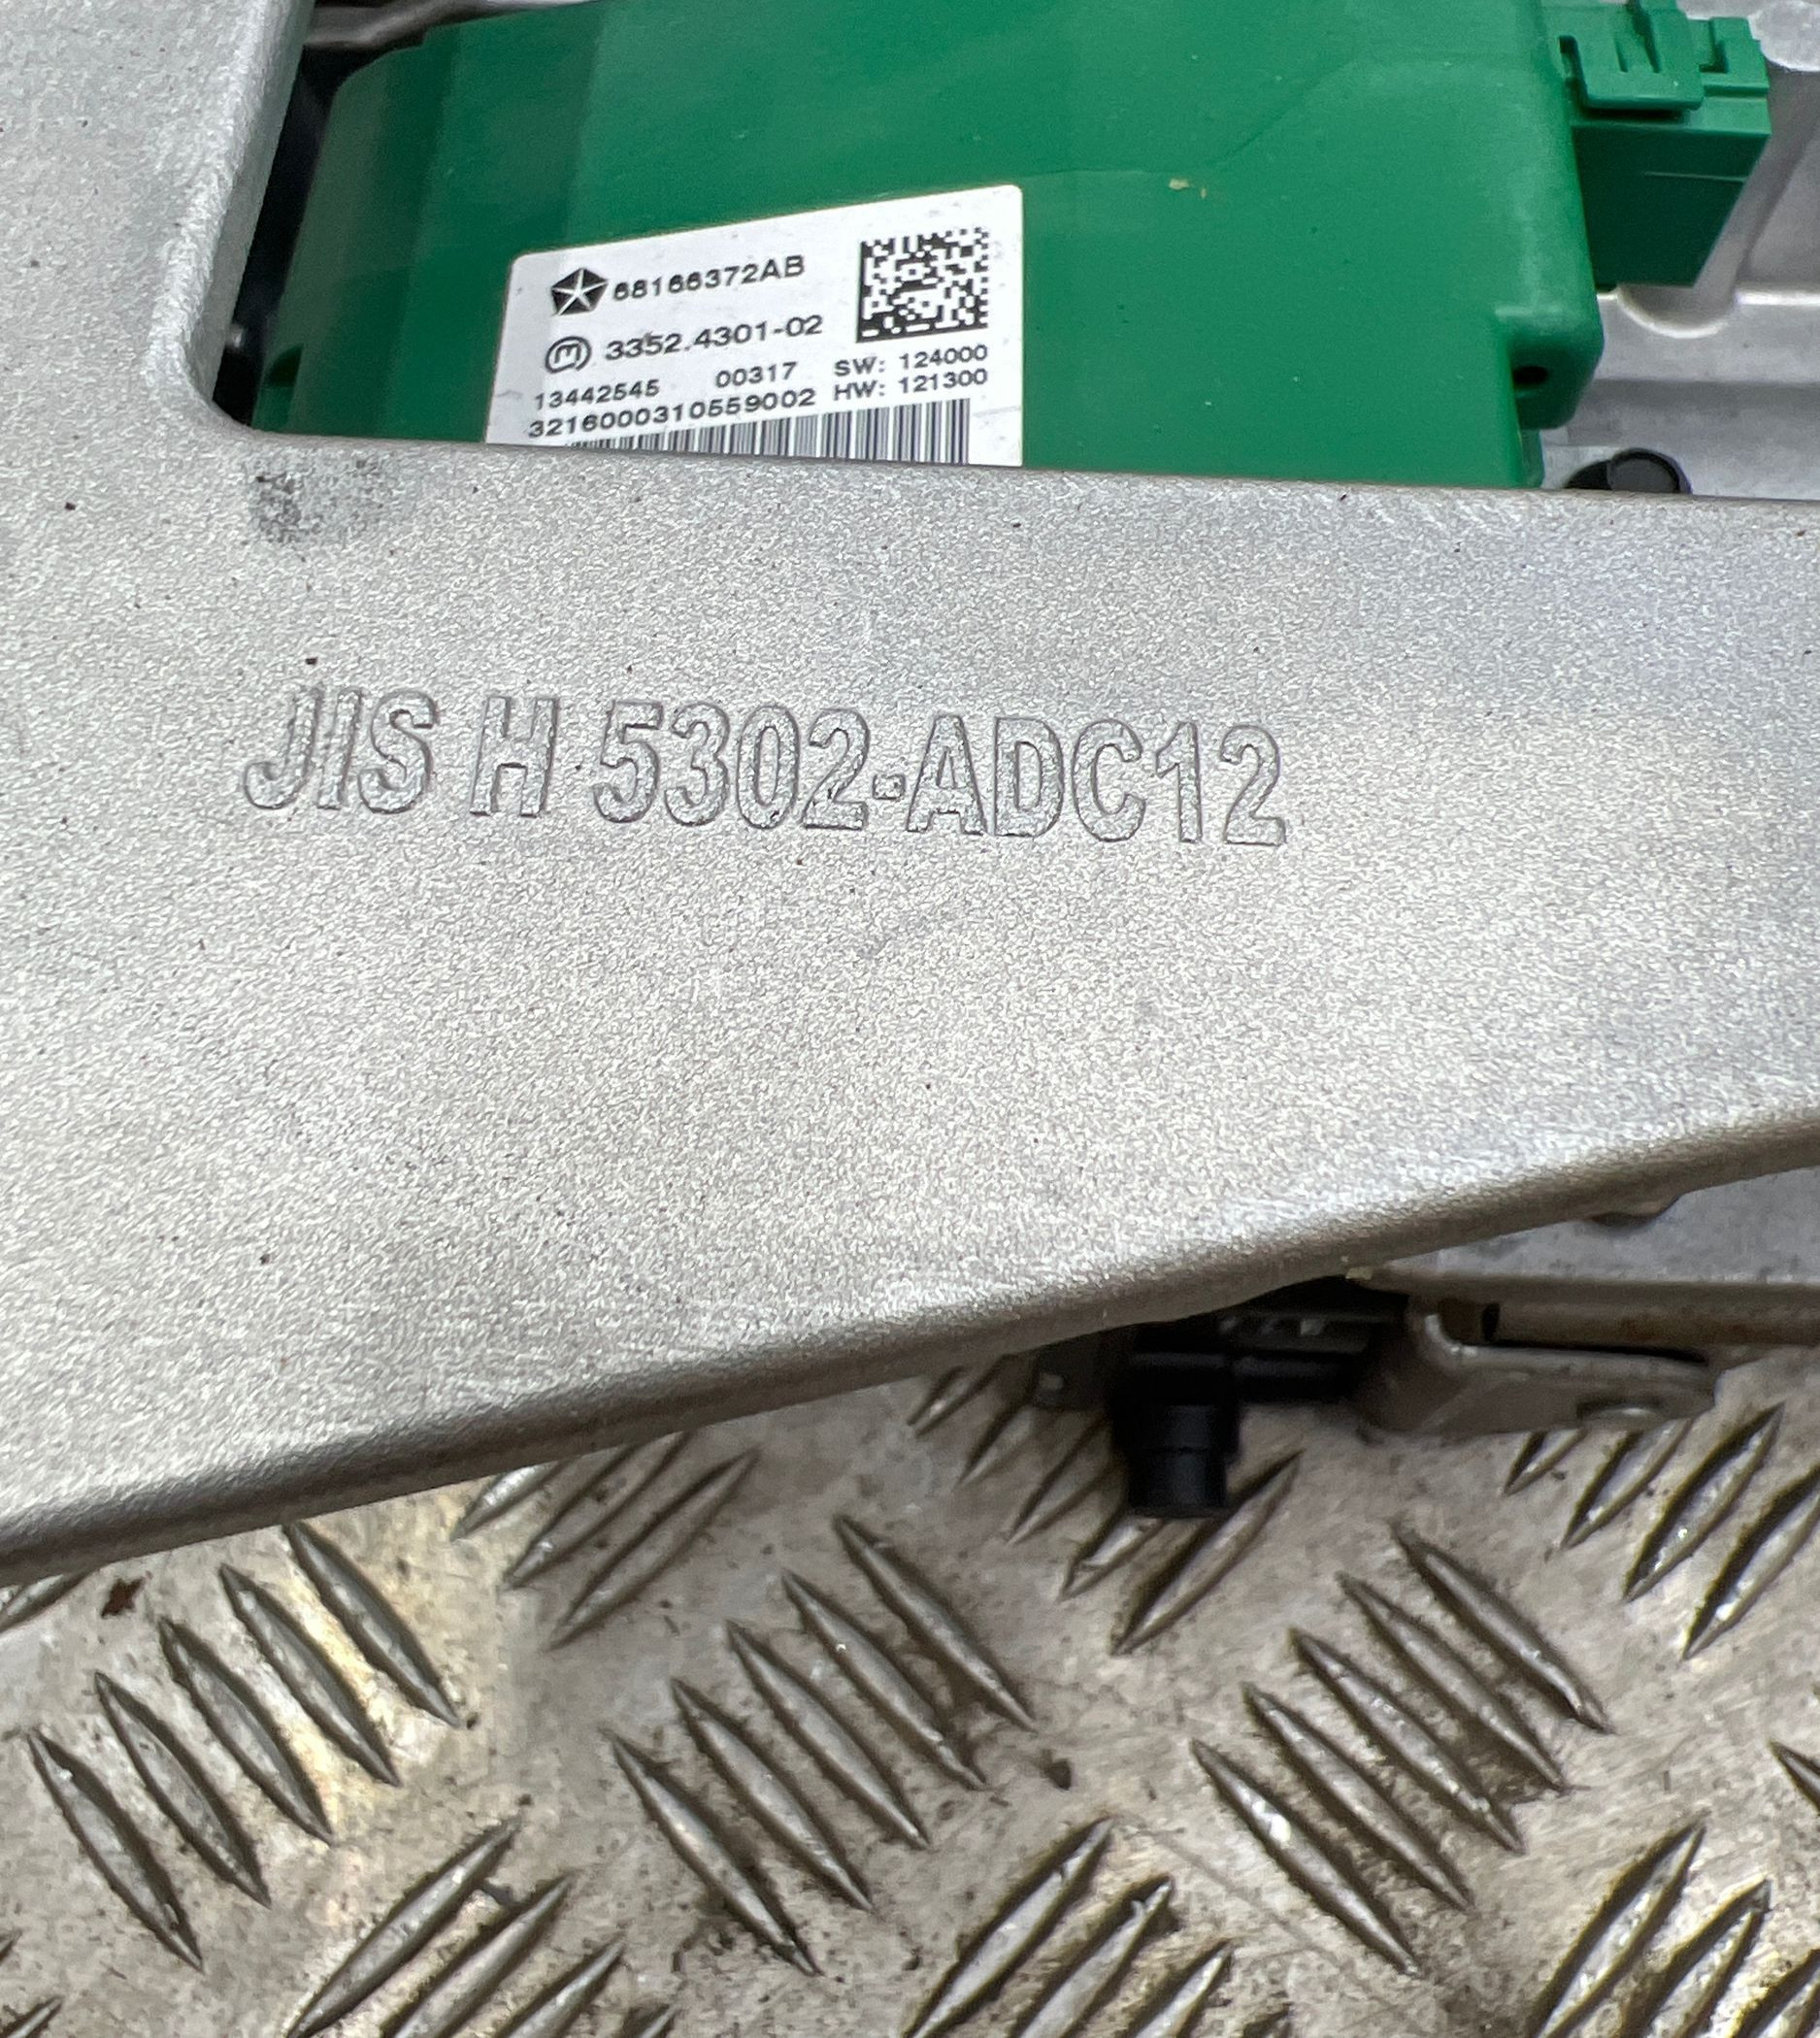 68166372AB
3352.4301-02
13442545 00317 SW: 124000
3216000310559002 HW: 121300
JIS H 5302-ADC12